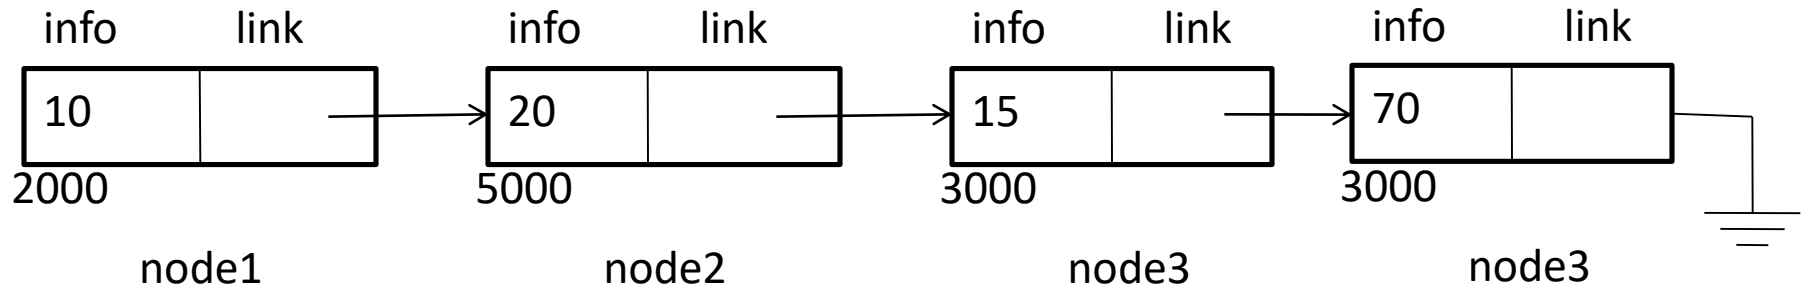 info link info link info link info link
10 20 15 70
2000 5000 3000 3000
node1 node2 node3 node3